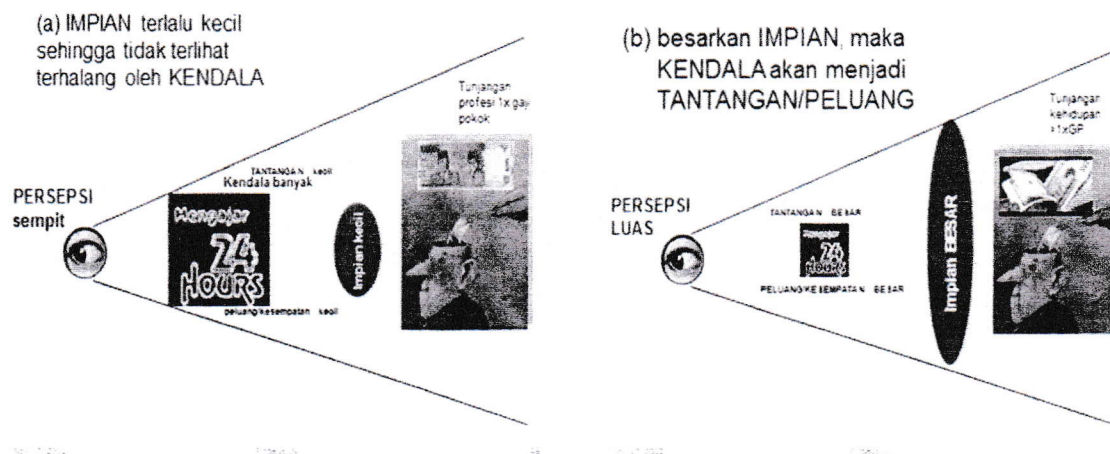 (a) IMPIAN terlalu kecil
sehingga tidak terlihat
terhalang oleh KENDALA
Tunjangan
profesi 1x gaji
pokok
TANTANGAN kecil
Kendala banyak
PERSEPSI
sempit
Mengajar
24
HOURS
Impian kecil
peluang/kesempatan kecil
(b) besarkan IMPIAN, maka
KENDALA akan menjadi
TANTANGAN/PELUANG
Tunjangan
kehidupan
>1xGP
PERSEPSI
LUAS
TANTANGAN BESAR
Mengajar
24
HOURS
Impian BESAR
PELUANG/KESEMPATAN BESAR